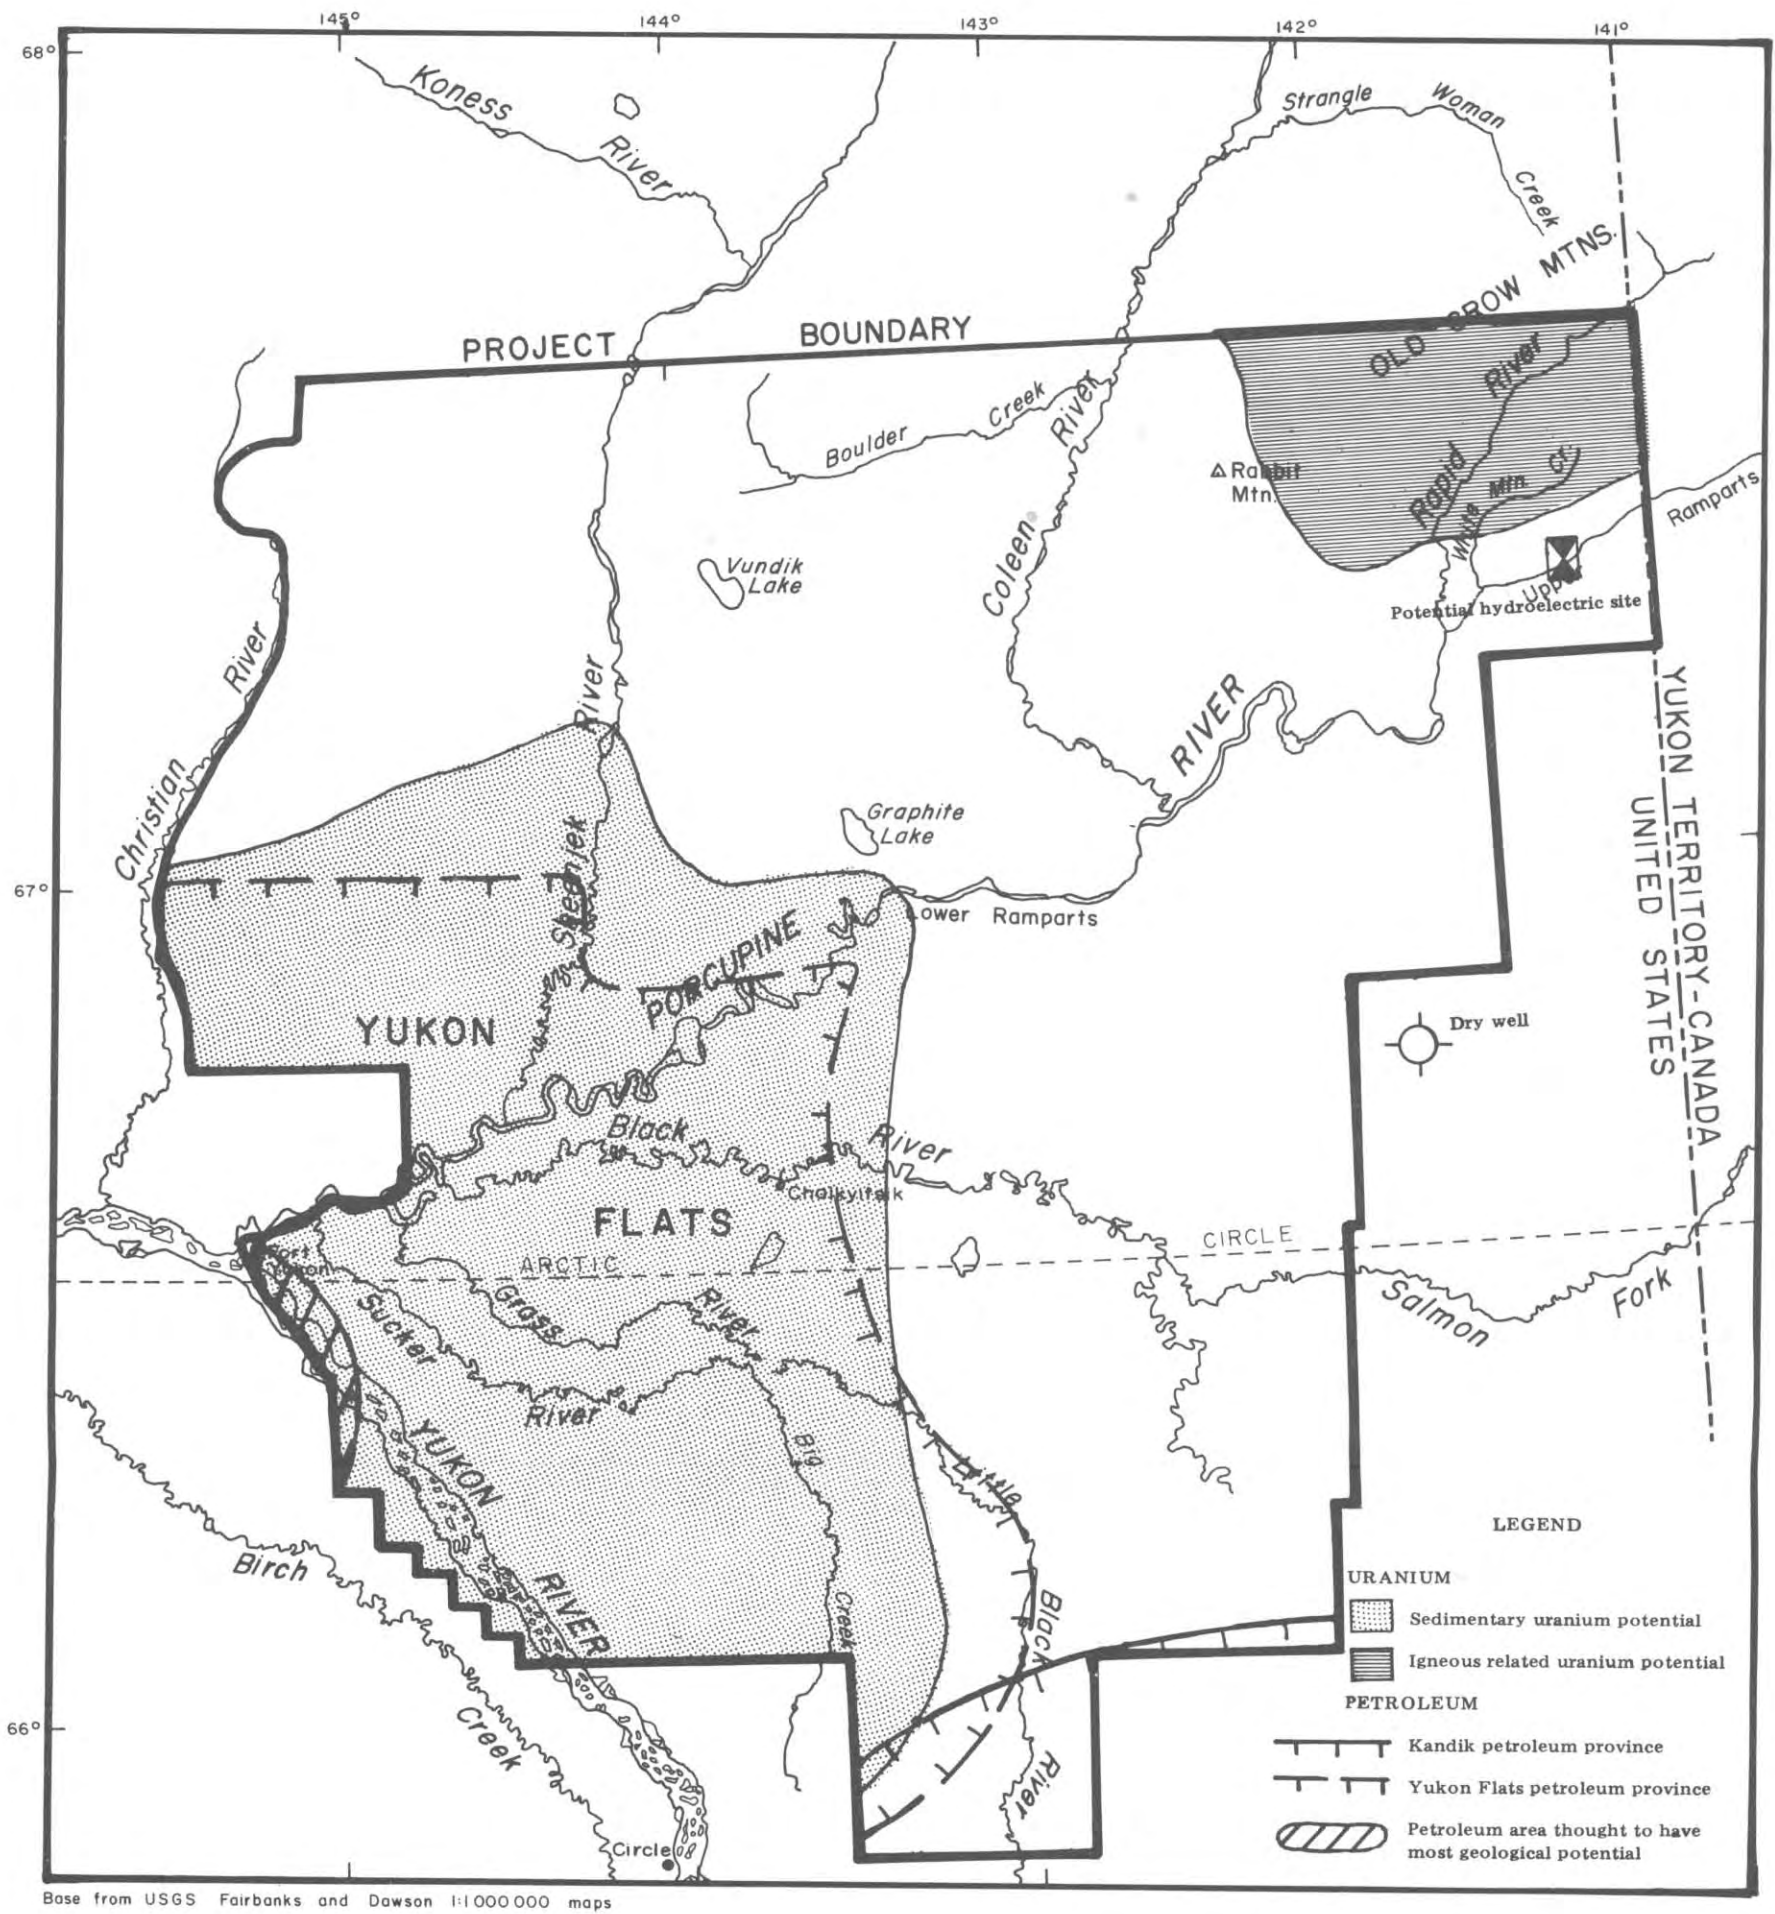 145°
144°
143°
142°
141°
68°
Koness
River
Strangle
Woman
Creek
OLD CROW MTNS.
PROJECT BOUNDARY
River
Rapid
Boulder
Creek
River
Coleen
Rabbit
Mtn.
White Mtn. Cr.
Ramparts
Upper
Vundik
Lake
Potential hydroelectric site
River
Christian
River
Sheenjek
RIVER
PORCUPINE
YUKON TERRITORY-CANADA
UNITED STATES
Graphite
Lake
67°
Lower Ramparts
YUKON
Dry well
Black
River
Chalkyitsik
FLATS
CIRCLE
ARCTIC
Fort
Yukon
Grass
River
Sucker
River
Salmon
Fork
YUKON
RIVER
Big
Creek
Little
Black
River
Birch
Creek
LEGEND
URANIUM
Sedimentary uranium potential
Igneous related uranium potential
PETROLEUM
66°
Kandik petroleum province
Yukon Flats petroleum province
Petroleum area thought to have
most geological potential
Circle
Base from USGS Fairbanks and Dawson 1:1000000 maps